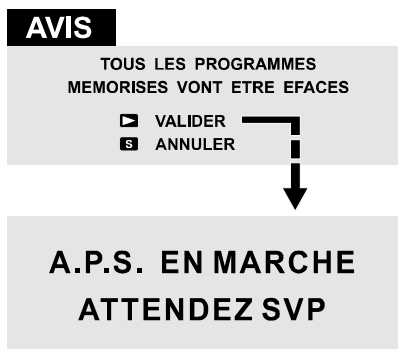 AVIS
TOUS LES PROGRAMMES
MEMORISES VONT ETRE EFACES
VALIDER
S ANNULER
A.P.S. EN MARCHE
ATTENDEZ SVP